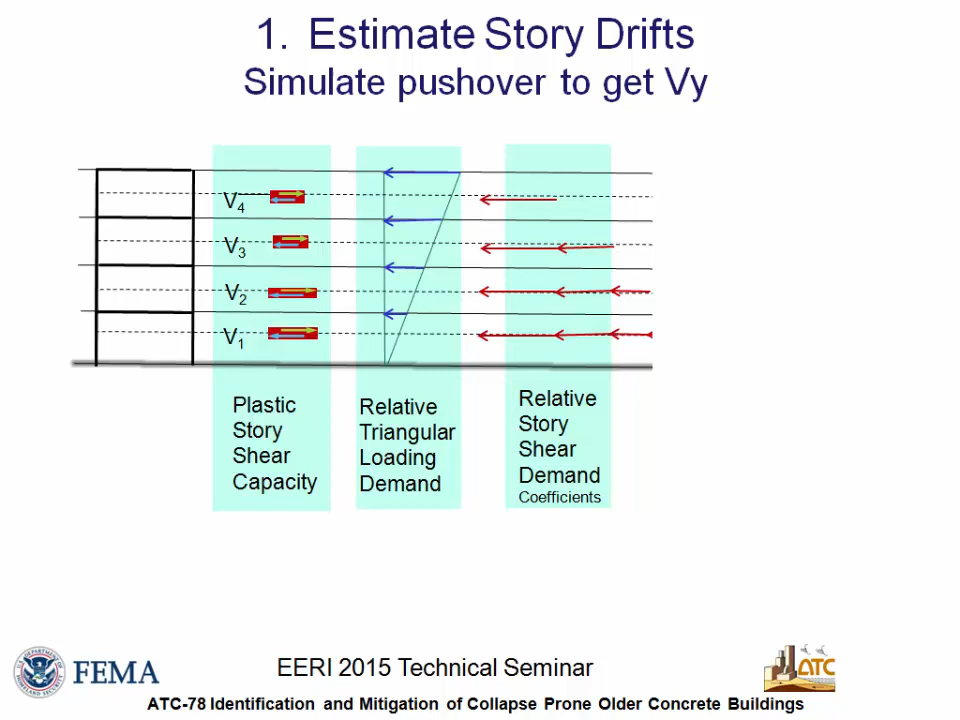 1. Estimate Story Drifts
Simulate pushover to get Vy
V4
V3
V2
V1
Plastic
Story
Shear
Capacity
Relative
Triangular
Loading
Demand
Relative
Story
Shear
Demand
Coefficients
FEMA
EERI 2015 Technical Seminar
ATC
ATC-78 Identification and Mitigation of Collapse Prone Older Concrete Buildings